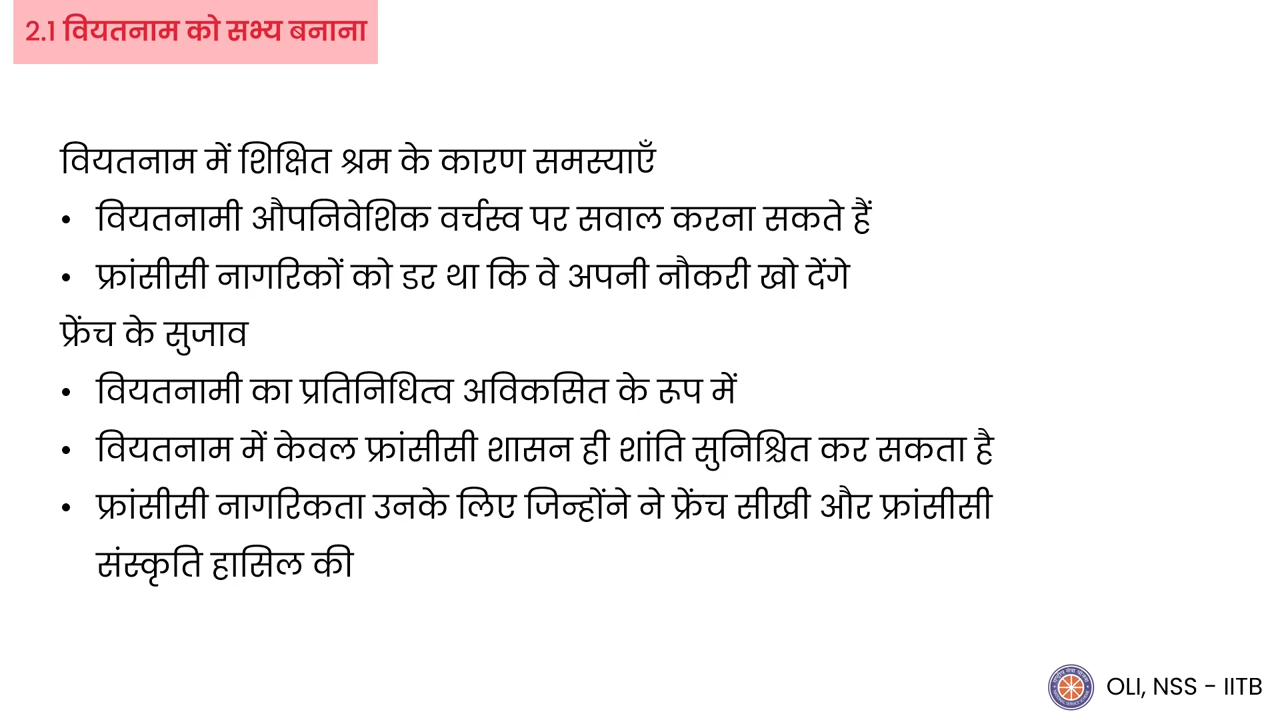 2.1 वियतनाम को सभ्य बनाना
वियतनाम में शिक्षित श्रम के कारण समस्याएँ
• वियतनामी औपनिवेशिक वर्चस्व पर सवाल करना सकते हैं
• फ्रांसीसी नागरिकों को डर था कि वे अपनी नौकरी खो देंगे
फ्रेंच के सुजाव
• वियतनामी का प्रतिनिधित्व अविकसित के रूप में
• वियतनाम में केवल फ्रांसीसी शासन ही शांति सुनिश्चित कर सकता है
• फ्रांसीसी नागरिकता उनके लिए जिन्होंने ने फ्रेंच सीखी और फ्रांसीसी
संस्कृति हासिल की
OLI, NSS - IITB